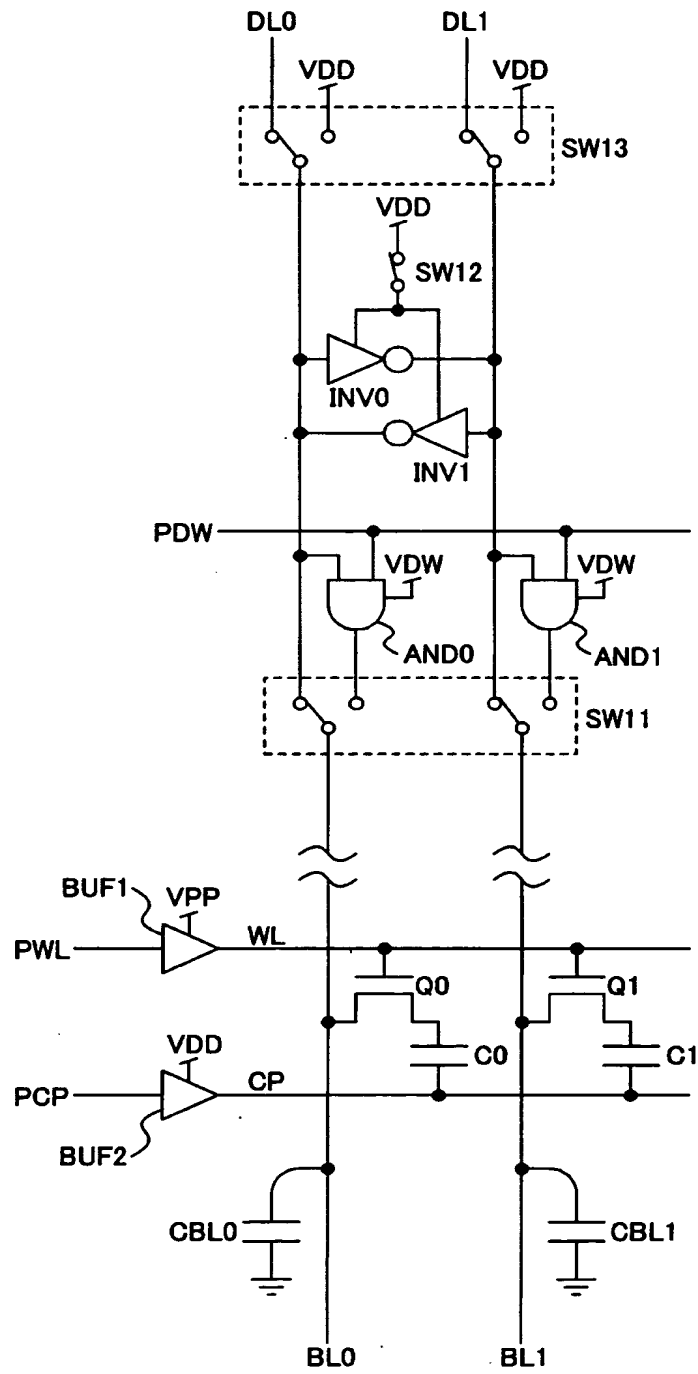 DL0 DL1
VDD VDD
SW13
VDD
SW12
INV0
INV1
PDW
VDW VDW
AND0 AND1
SW11
BUF1 VPP
PWL WL
Q0 Q1
C0 C1
VDD
PCP CP
BUF2
CBL0 CBL1
BL0 BL1